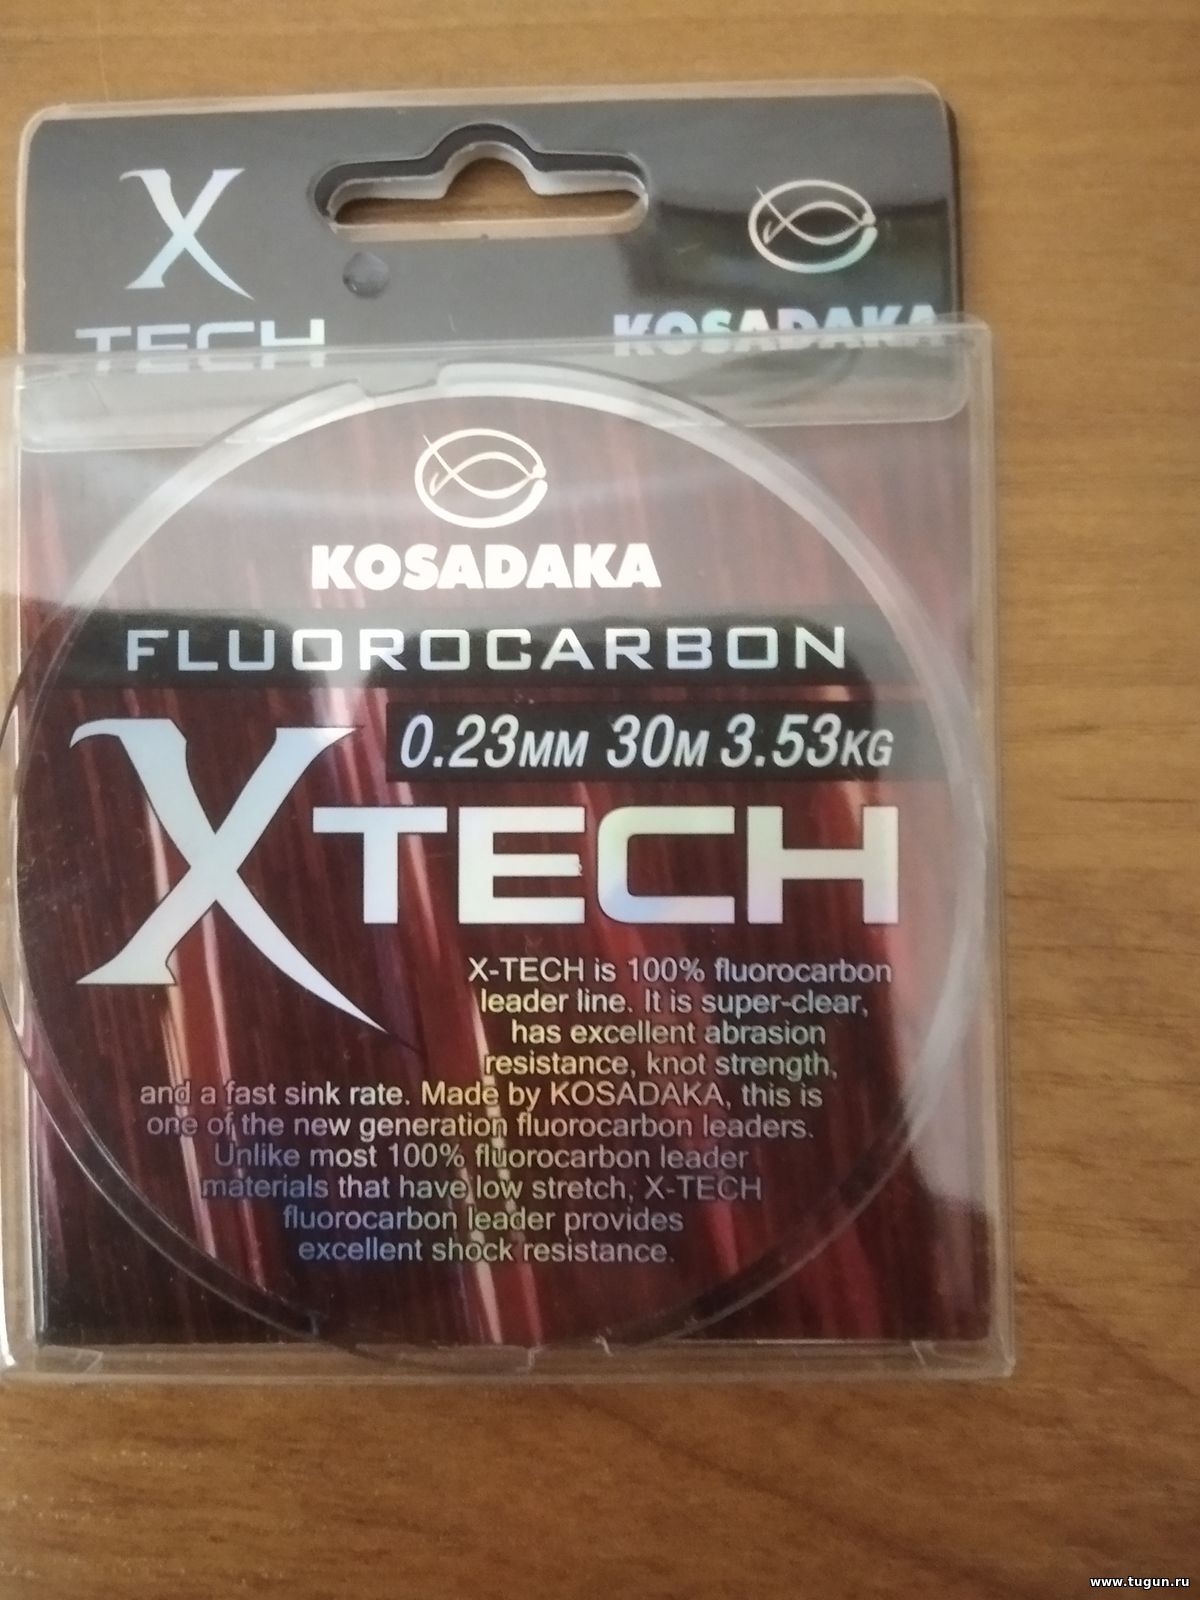 X
TECH
KOSADAKA
KOSADAKA
FLUOROCARBON
0.23MM 30M 3.53KG
XTECH
X-TECH is 100% fluorocarbon
leader line. It is super-clear,
has excellent abrasion
resistance, knot strength,
and a fast sink rate. Made by KOSADAKA, this is
one of the new generation fluorocarbon leaders.
Unlike most 100% fluorocarbon leader
materials that have low stretch, X-TECH
fluorocarbon leader provides
excellent shock resistance.
www.tugun.ru